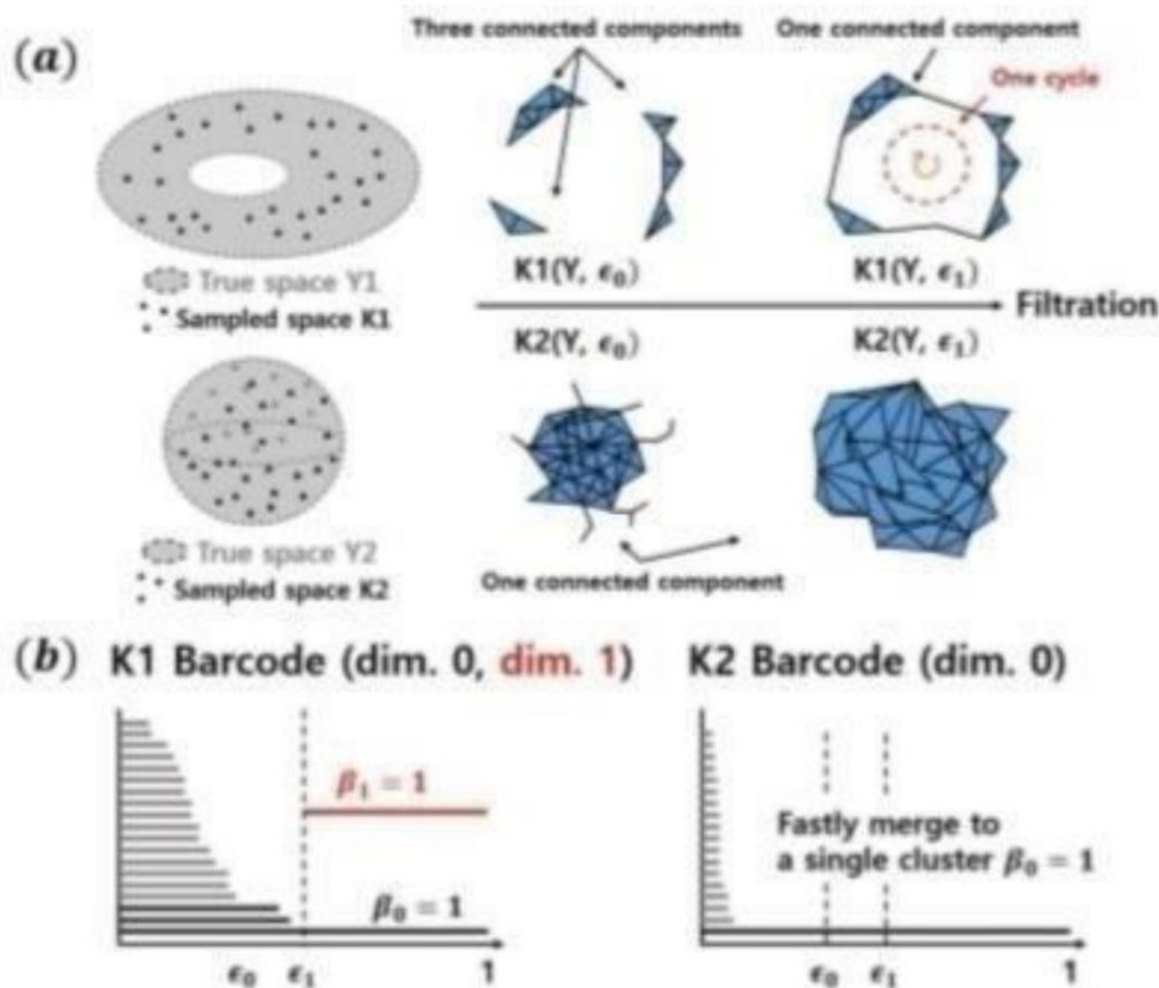 (a)
Three connected components
One connected component
One cycle
K1(Y, ϵ₀)
K1(Y, ϵ₁)
True space Y1
Sampled space K1
Filtration
K2(Y, ϵ₀)
K2(Y, ϵ₁)
True space Y2
Sampled space K2
One connected component
(b) K1 Barcode (dim. 0, dim. 1)
K2 Barcode (dim. 0)
β₁ = 1
β₀ = 1
ϵ₀ ϵ₁ 1
Fastly merge to
a single cluster β₀ = 1
ϵ₀ ϵ₁ 1